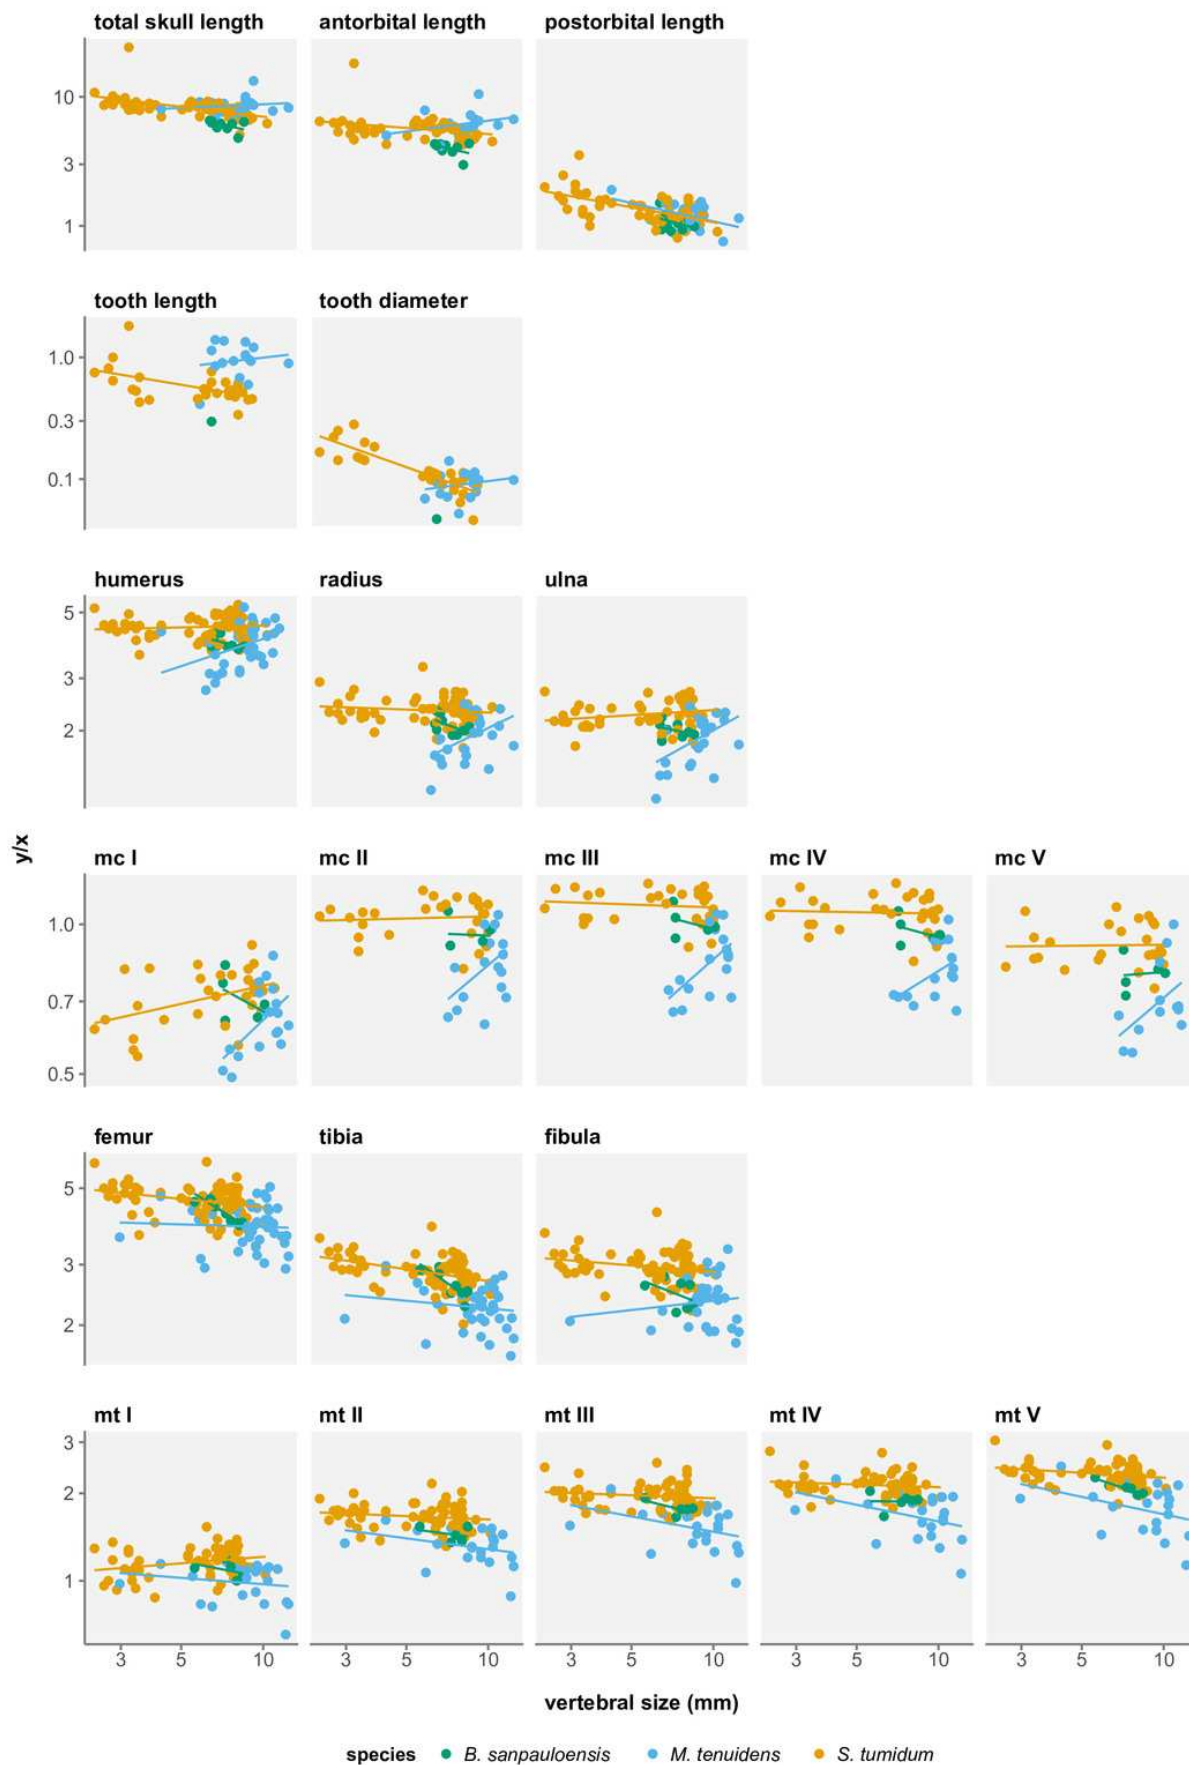 total skull length antorbital length postorbital length
10
3
1
tooth length tooth diameter
1.0
0.3
0.1
humerus radius ulna
5
3
2
y/x
mc I mc II mc III mc IV mc V
1.0
0.7
0.5
femur tibia fibula
5
3
2
mt I mt II mt III mt IV mt V
3
2
1
3 5 10 3 5 10 3 5 10 3 5 10 3 5 10
vertebral size (mm)
species B. sanpauloensis M. tenuidens S. tumidum